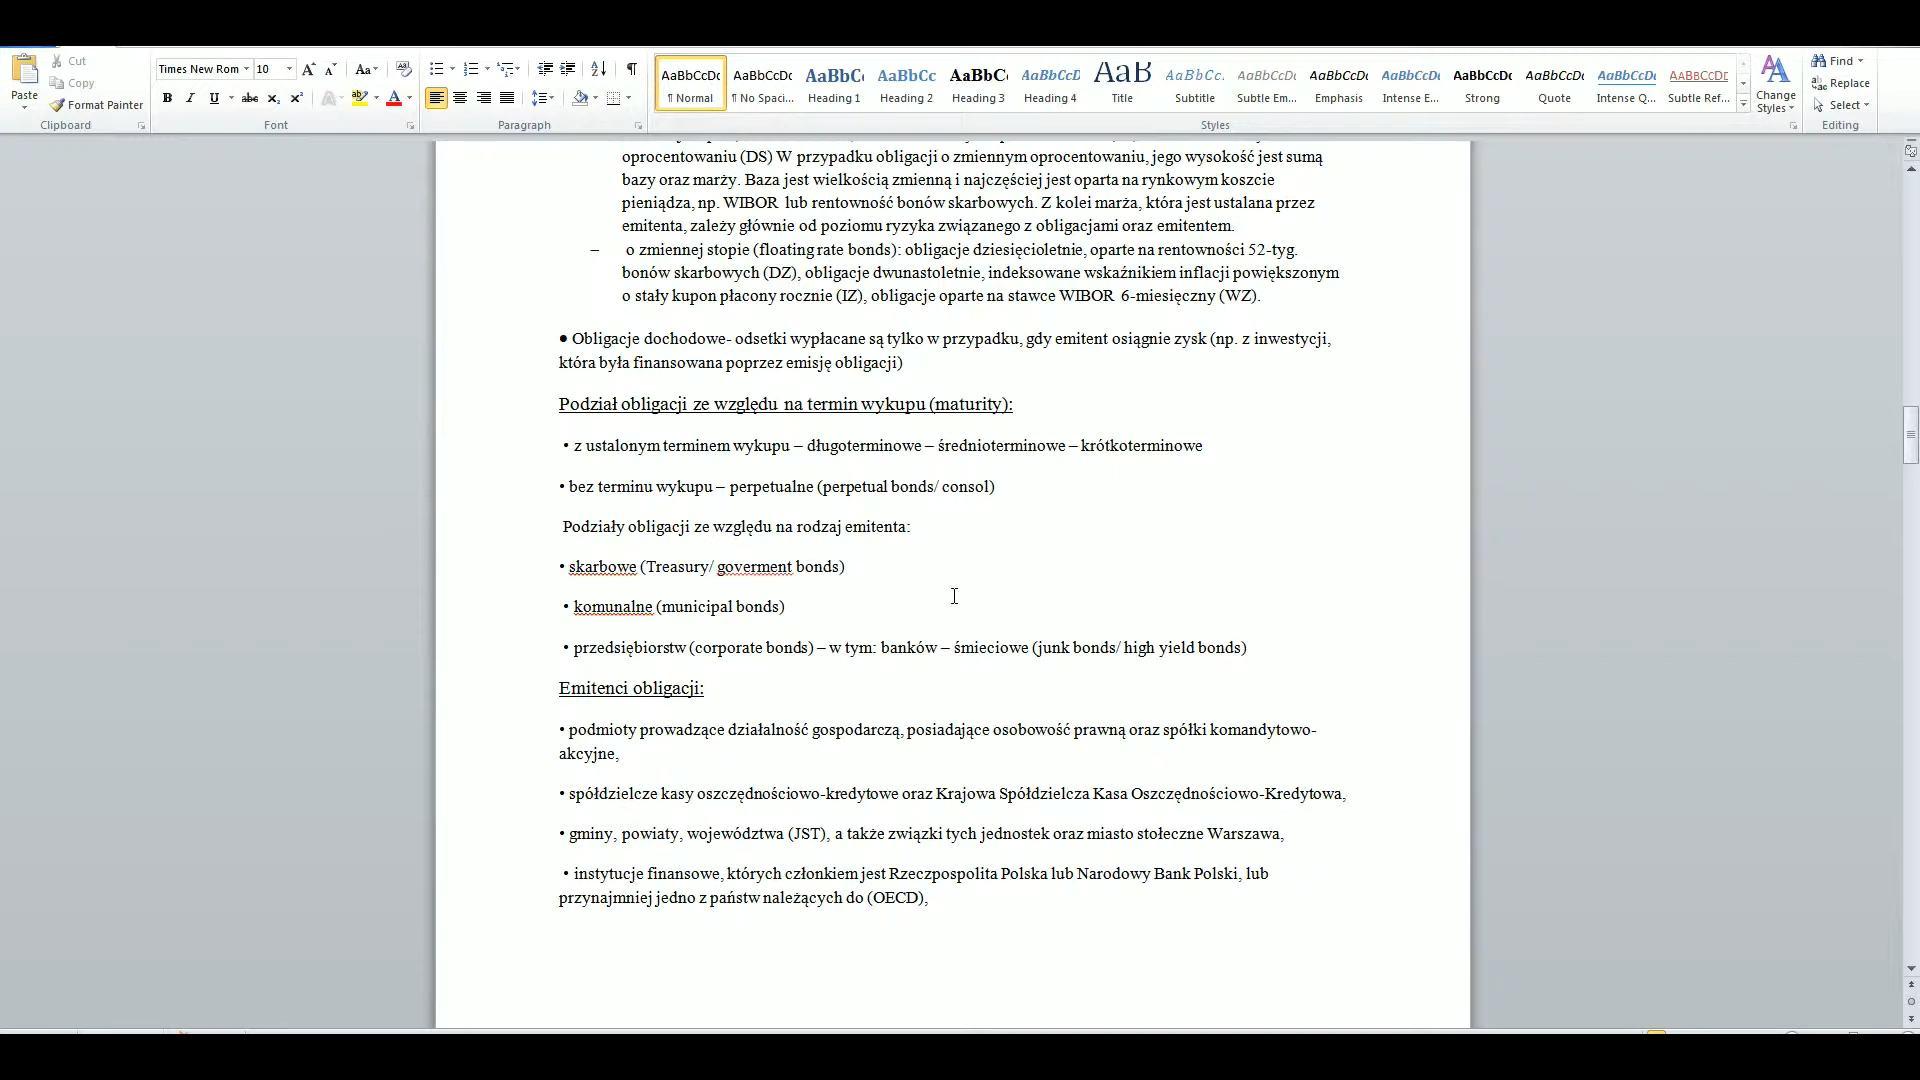 Cut
Copy
Paste
Format Painter
Clipboard
Times New Rom
10
Font
Paragraph
AaBbCcDc
¶ Normal
AaBbCcDc
¶ No Spaci...
AaBbC
Heading 1
AaBbCc
Heading 2
AaBbC
Heading 3
AaBbCcD
Heading 4
AaB
Title
AaBbCc.
Subtitle
AaBbCcDc
Subtle Em...
AaBbCcDc
Emphasis
AaBbCcDc
Intense E...
AaBbCcDc
Strong
AaBbCcDc
Quote
AaBbCcDc
Intense Q...
AaBbCcDc
Subtle Ref...
Change
Styles
Styles
Find
Replace
Select
Editing
oprocentowaniu (DS) W przypadku obligacji o zmiennym oprocentowaniu, jego wysokość jest sumą
bazy oraz marży. Baza jest wielkością zmienną i najczęściej jest oparta na rynkowym koszcie
pieniądza, np. WIBOR lub rentowność bonów skarbowych. Z kolei marża, która jest ustalana przez
emitenta, zależy głównie od poziomu ryzyka związanego z obligacjami oraz emitentem.
– o zmiennej stopie (floating rate bonds): obligacje dziesięcioletnie, oparte na rentowności 52-tyg.
bonów skarbowych (DZ), obligacje dwunastoletnie, indeksowane wskaźnikiem inflacji powiększonym
o stały kupon płacony rocznie (IZ), obligacje oparte na stawce WIBOR 6-miesięczny (WZ).
● Obligacje dochodowe- odsetki wypłacane są tylko w przypadku, gdy emitent osiągnie zysk (np. z inwestycji,
która była finansowana poprzez emisję obligacji)
Podział obligacji ze względu na termin wykupu (maturity):
• z ustalonym terminem wykupu – długoterminowe – średnioterminowe – krótkoterminowe
• bez terminu wykupu – perpetualne (perpetual bonds/ consol)
Podziały obligacji ze względu na rodzaj emitenta:
• skarbowe (Treasury/ goverment bonds)
• komunalne (municipal bonds)
• przedsiębiorstw (corporate bonds) – w tym: banków – śmieciowe (junk bonds/ high yield bonds)
Emitenci obligacji:
• podmioty prowadzące działalność gospodarczą, posiadające osobowość prawną oraz spółki komandytowo-
akcyjne,
• spółdzielcze kasy oszczędnościowo-kredytowe oraz Krajowa Spółdzielcza Kasa Oszczędnościowo-Kredytowa,
• gminy, powiaty, województwa (JST), a także związki tych jednostek oraz miasto stołeczne Warszawa,
• instytucje finansowe, których członkiem jest Rzeczpospolita Polska lub Narodowy Bank Polski, lub
przynajmniej jedno z państw należących do (OECD),